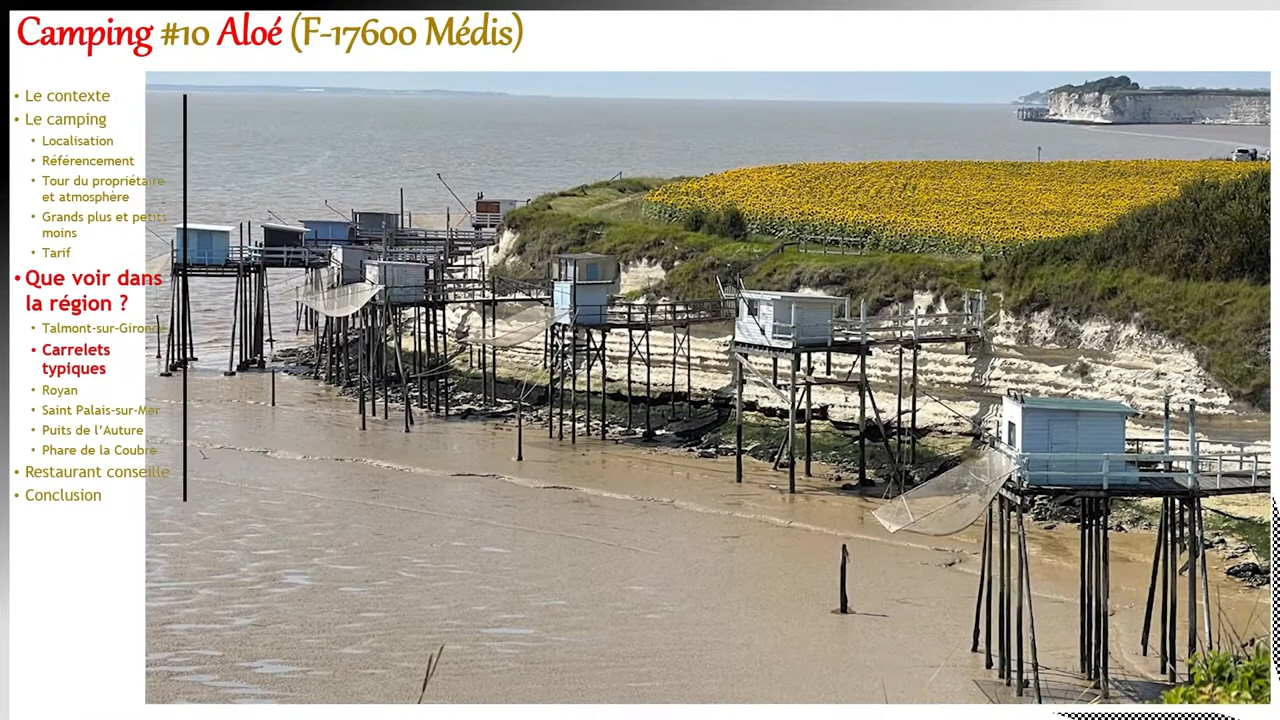 Camping #10 Aloé (F-17600 Médis)
• Le contexte
• Le camping
• Localisation
• Référencement
• Tour du propriétaire
et atmosphère
• Grands plus et petits
moins
• Tarif
• Que voir dans
la région ?
• Talmont-sur-Gironde
• Carrelets
typiques
• Royan
• Saint Palais-sur-Mer
• Puits de l'Auture
• Phare de la Coubre
• Restaurant conseillé
• Conclusion